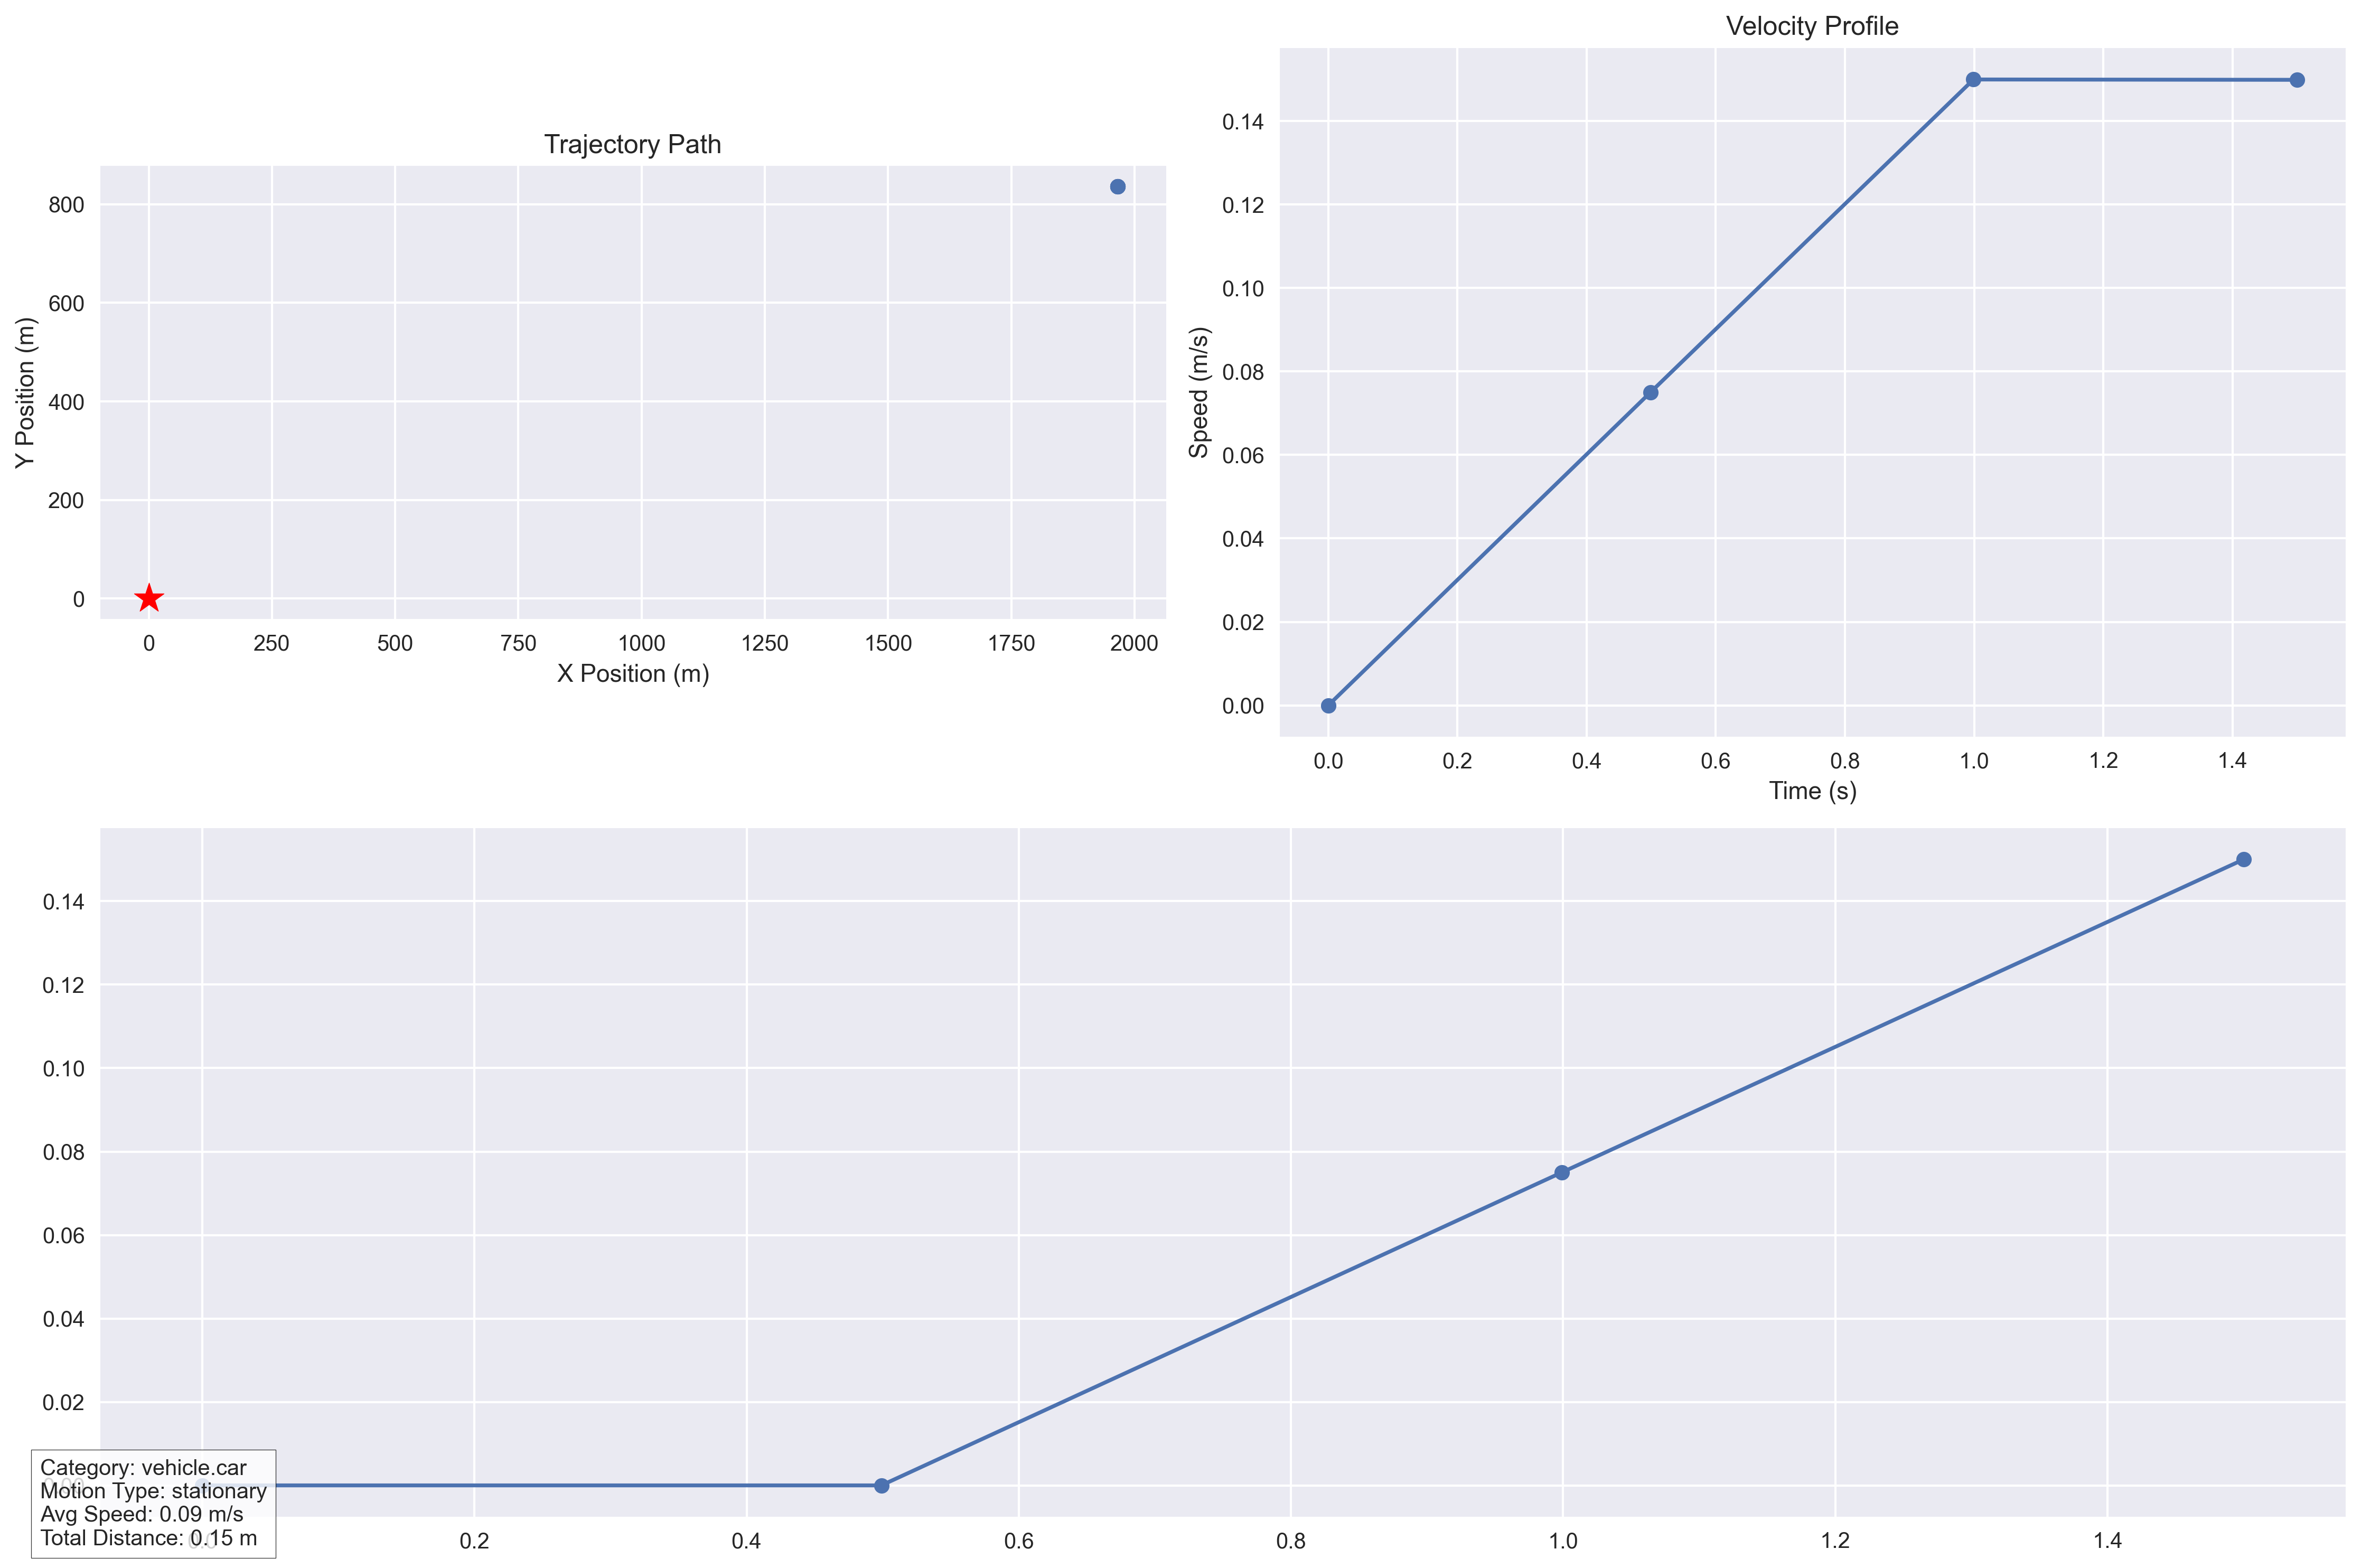 Trajectory Path
Y Position (m)
800
600
400
200
0
0 250 500 750 1000 1250 1500 1750 2000
X Position (m)
Velocity Profile
Speed (m/s)
0.14
0.12
0.10
0.08
0.06
0.04
0.02
0.00
0.0 0.2 0.4 0.6 0.8 1.0 1.2 1.4
Time (s)
0.14
0.12
0.10
0.08
0.06
0.04
0.02
0.00
Category: vehicle.car
Motion Type: stationary
Avg Speed: 0.09 m/s
Total Distance: 0.15 m
0.0 0.2 0.4 0.6 0.8 1.0 1.2 1.4